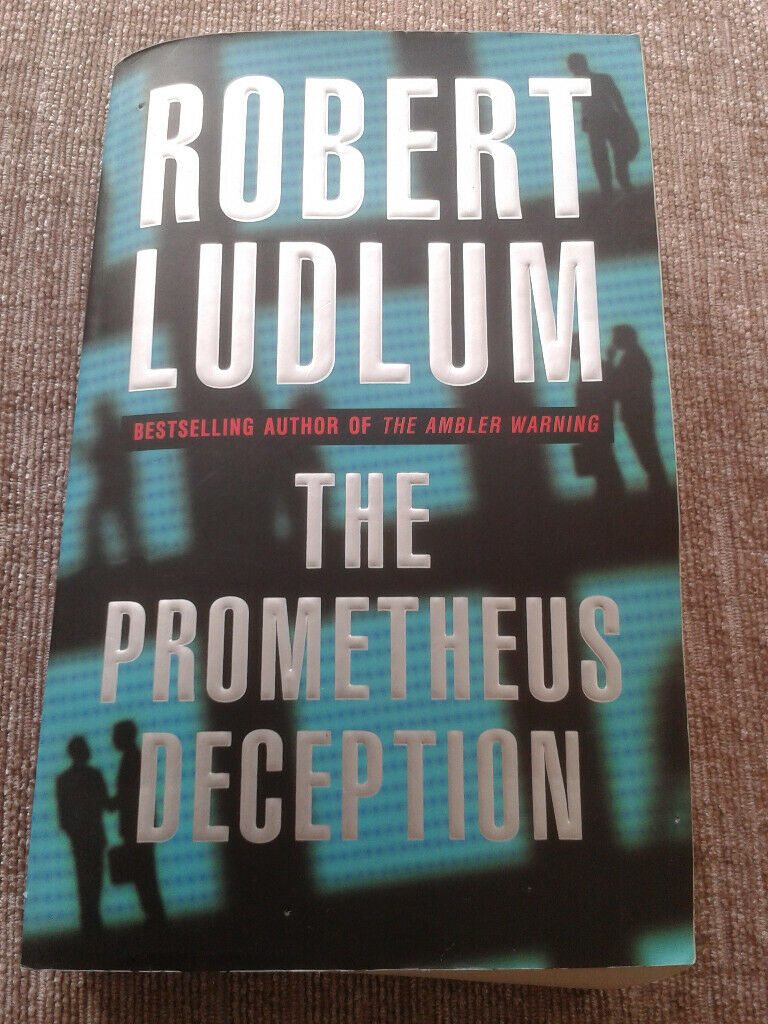 ROBERT
LUDLUM
BESTSELLING AUTHOR OF THE AMBLER WARNING
THE
PROMETHEUS
DECEPTION